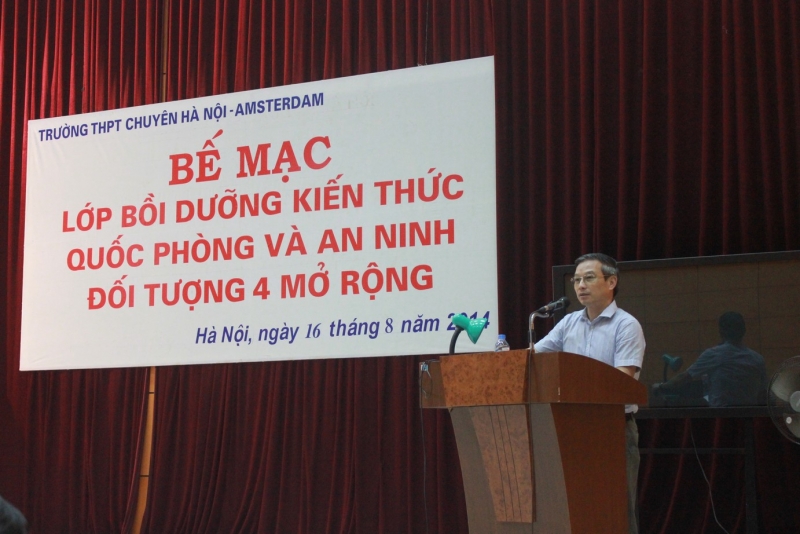 TRƯỜNG THPT CHUYÊN HÀ NỘI-AMSTERDAM
BẾ MẠC
LỚP BỒI DƯỠNG KIẾN THỨC
QUỐC PHÒNG VÀ AN NINH
ĐỐI TƯỢNG 4 MỞ RỘNG
Hà Nội, ngày 16 tháng 8 năm 2014